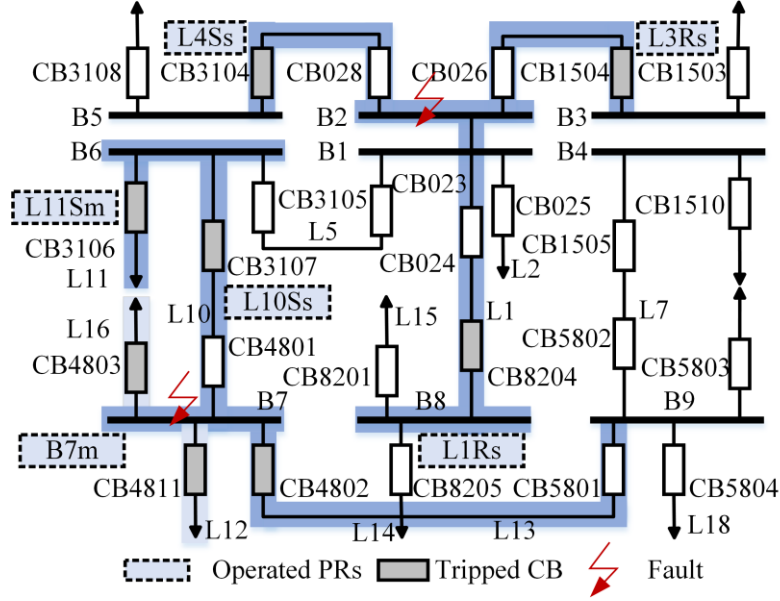 L4Ss
L3Rs
CB3108
CB3104
CB028
CB026
CB1504
CB1503
B5
B2
B3
B6
B1
B4
L11Sm
CB3105
CB023
CB025
CB1510
CB3106
L5
CB1505
L11
CB3107
CB024
L2
L10Ss
L16
L10
L15
L1
CB5802
L7
CB4803
CB4801
CB8201
CB8204
CB5803
B7
B8
B9
B7m
L1Rs
CB4811
CB4802
CB8205
CB5801
CB5804
L12
L14
L13
L18
Operated PRs
Tripped CB
Fault